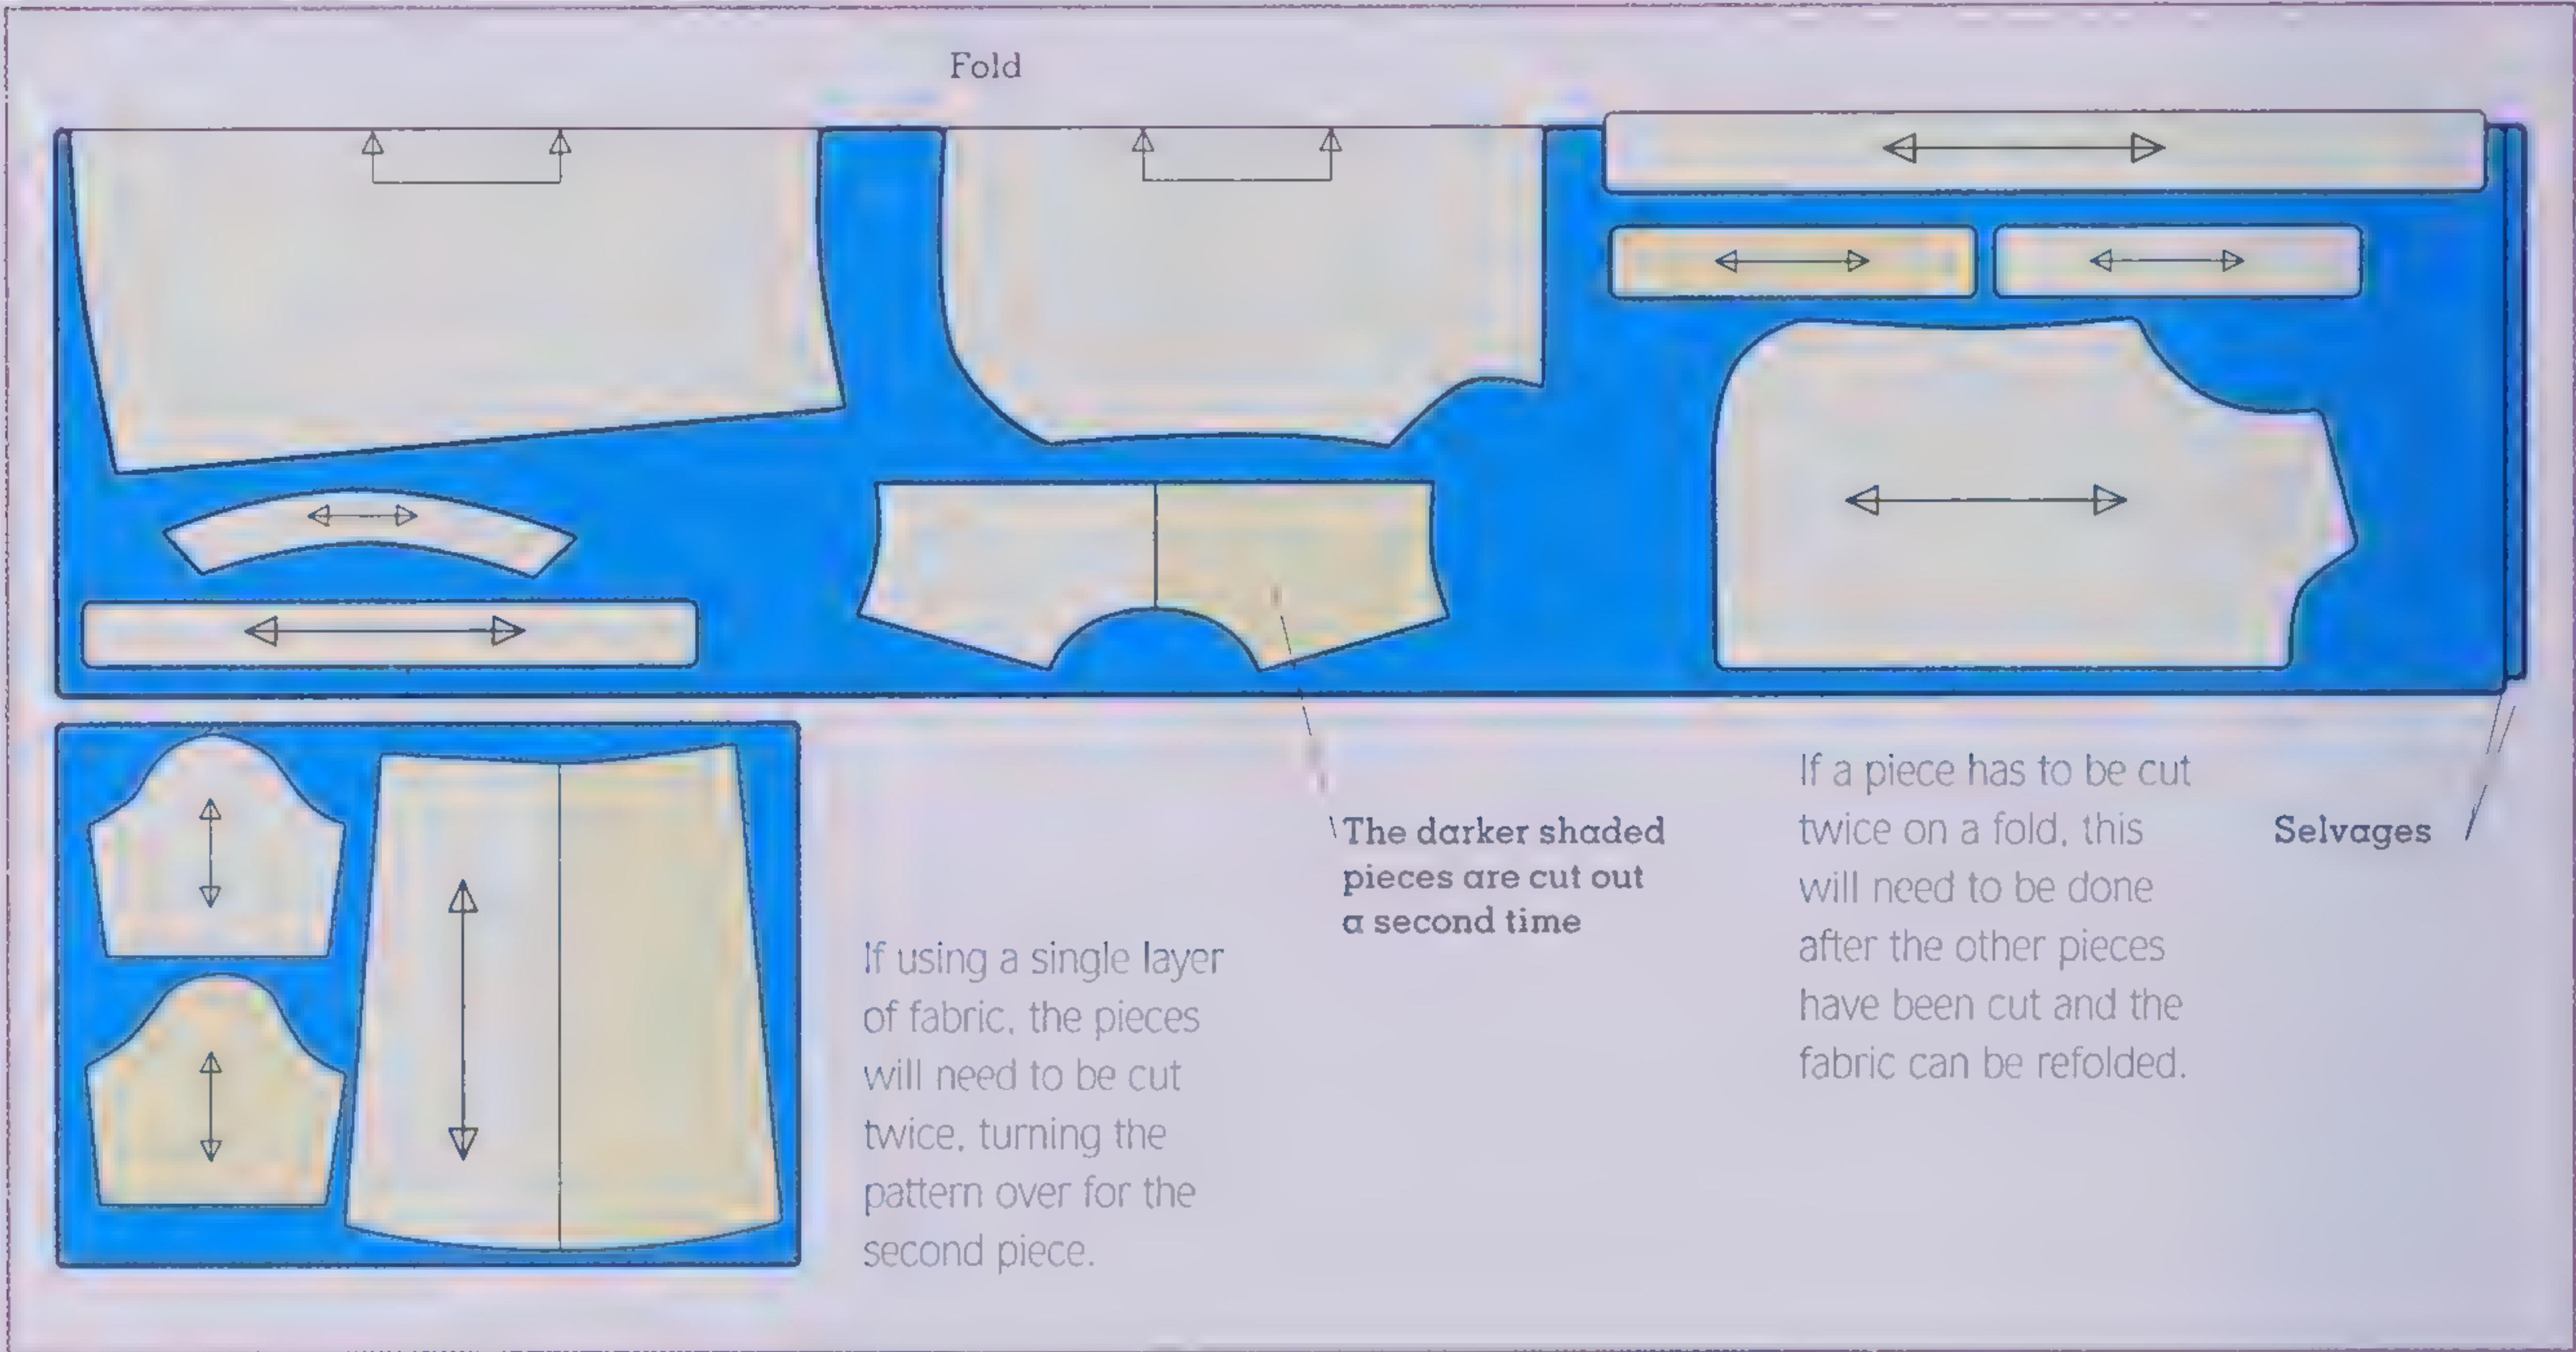 Fold
If using a single layer
of fabric, the pieces
will need to be cut
twice, turning the
pattern over for the
second piece.
The darker shaded
pieces are cut out
a second time
If a piece has to be cut
twice on a fold, this
will need to be done
after the other pieces
have been cut and the
fabric can be refolded.
Selvages